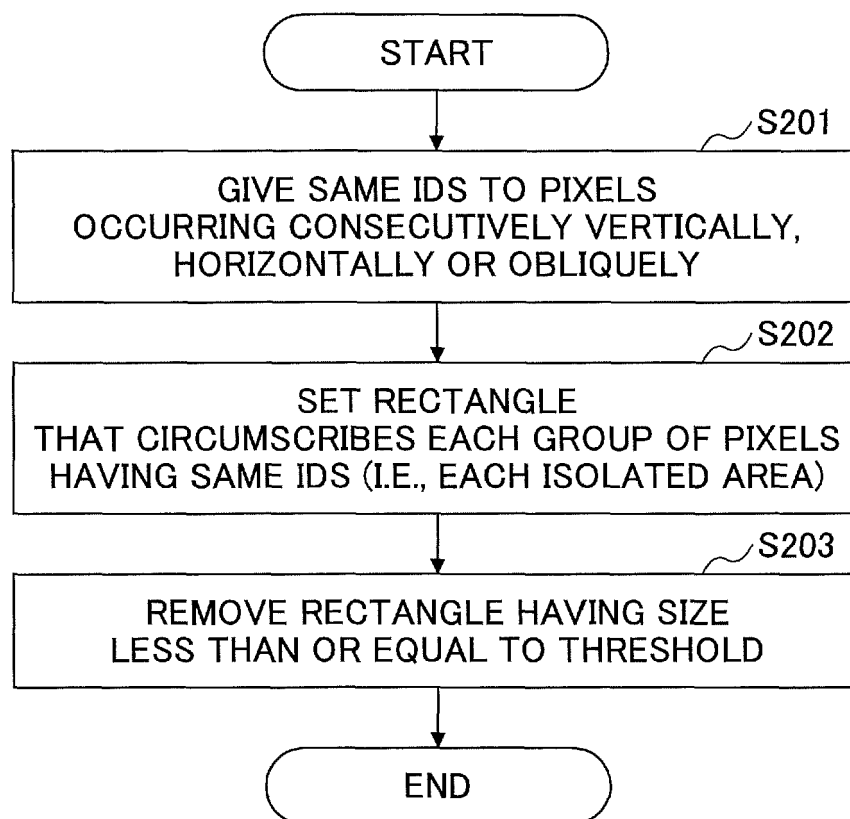 START
S201
GIVE SAME IDS TO PIXELS
OCCURRING CONSECUTIVELY VERTICALLY,
HORIZONTALLY OR OBLIQUELY
S202
SET RECTANGLE
THAT CIRCUMSCRIBES EACH GROUP OF PIXELS
HAVING SAME IDS (I.E., EACH ISOLATED AREA)
S203
REMOVE RECTANGLE HAVING SIZE
LESS THAN OR EQUAL TO THRESHOLD
END